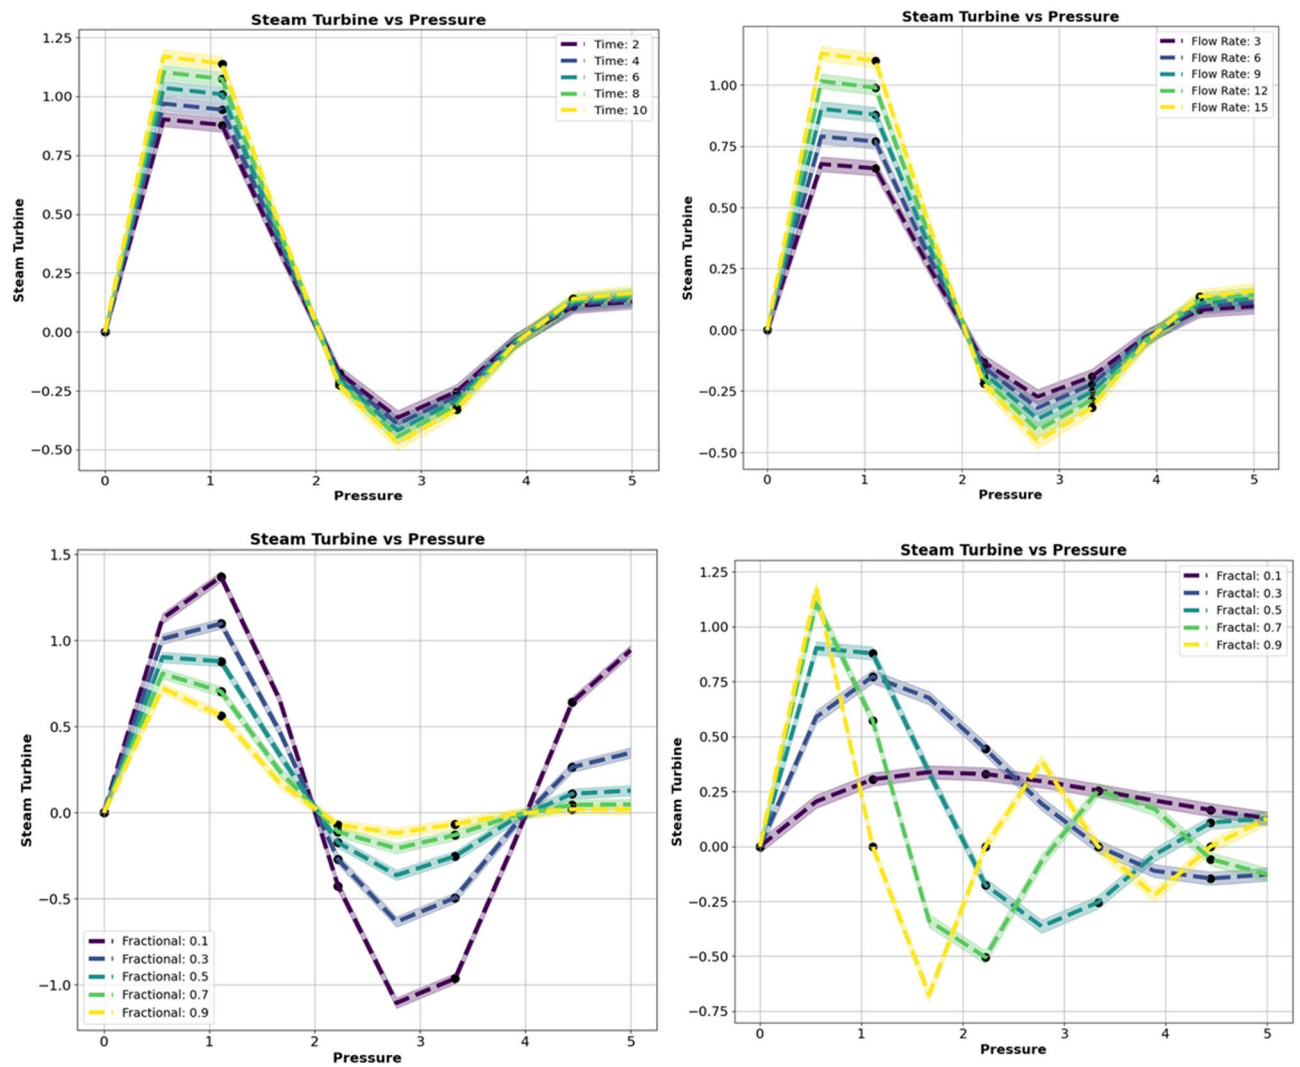 Steam Turbine vs Pressure
1.25
1.00
0.75
0.50
0.25
0.00
−0.25
−0.50
Steam Turbine
Time: 2
Time: 4
Time: 6
Time: 8
Time: 10
0 1 2 3 4 5
Pressure
Steam Turbine vs Pressure
1.00
0.75
0.50
0.25
0.00
−0.25
−0.50
Steam Turbine
Flow Rate: 3
Flow Rate: 6
Flow Rate: 9
Flow Rate: 12
Flow Rate: 15
0 1 2 3 4 5
Pressure
Steam Turbine vs Pressure
1.5
1.0
0.5
0.0
−0.5
−1.0
Steam Turbine
Fractional: 0.1
Fractional: 0.3
Fractional: 0.5
Fractional: 0.7
Fractional: 0.9
0 1 2 3 4 5
Pressure
Steam Turbine vs Pressure
1.25
1.00
0.75
0.50
0.25
0.00
−0.25
−0.50
−0.75
Steam Turbine
Fractal: 0.1
Fractal: 0.3
Fractal: 0.5
Fractal: 0.7
Fractal: 0.9
0 1 2 3 4 5
Pressure